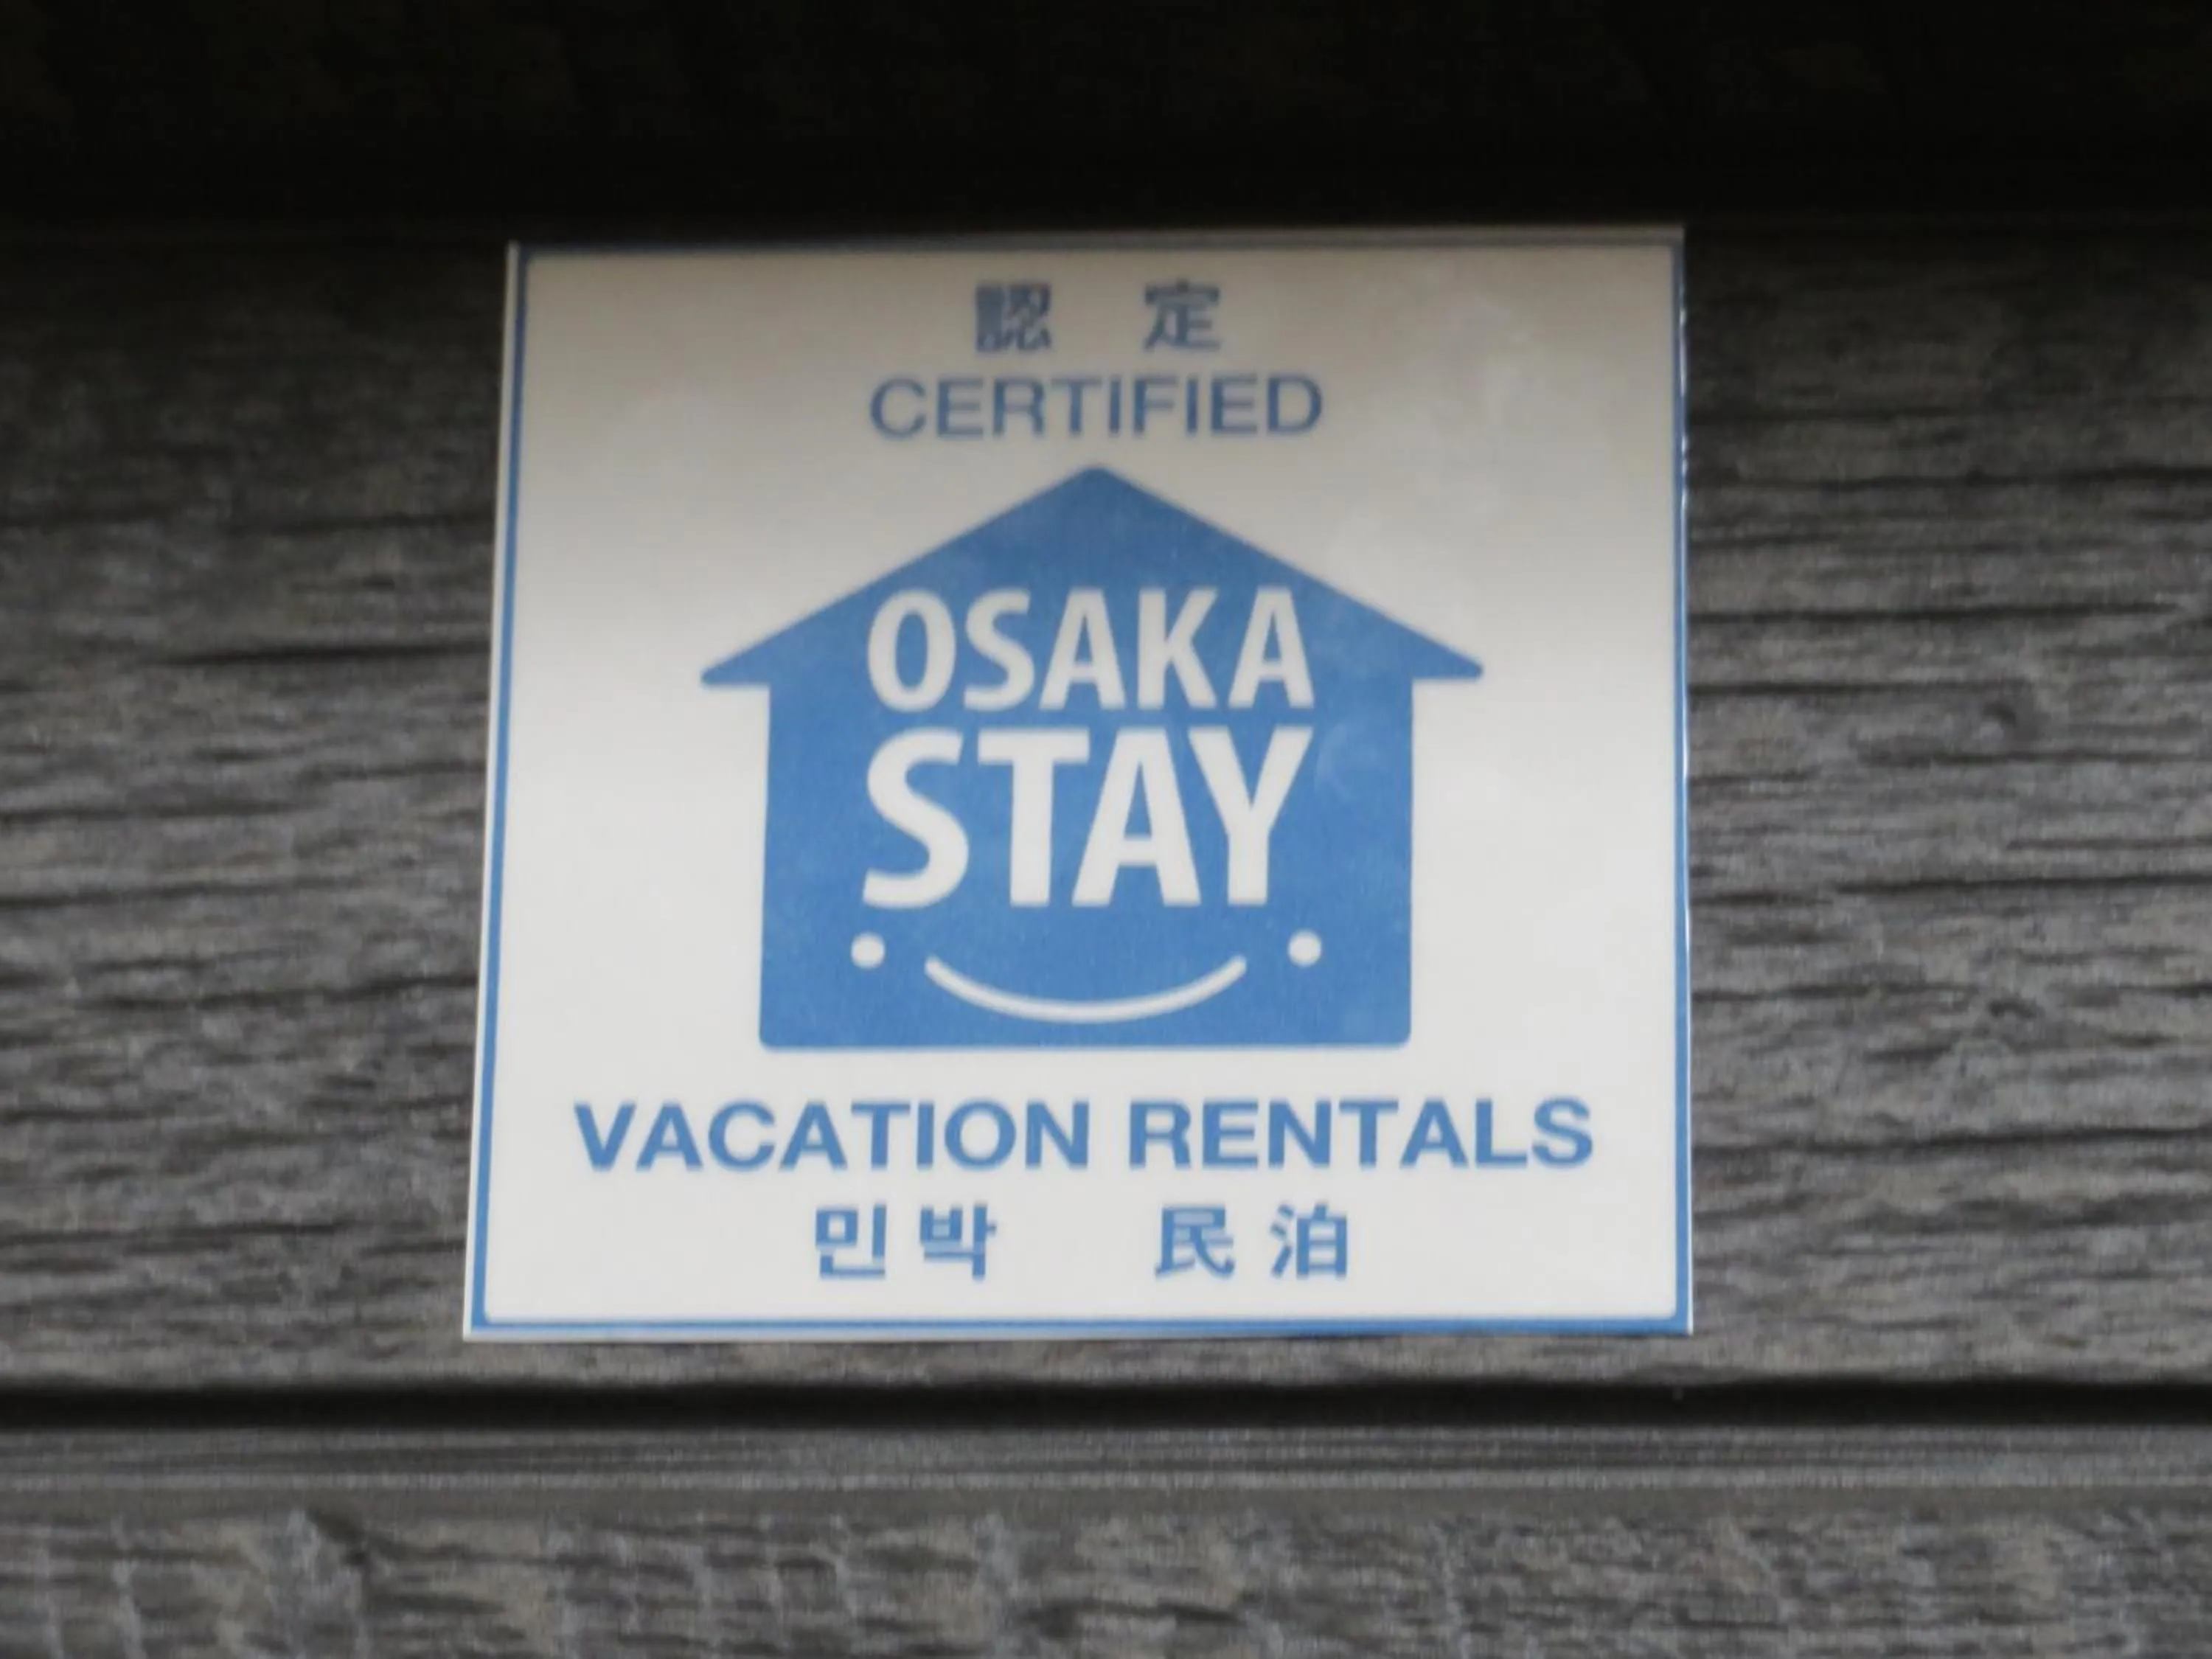 認 定
CERTIFIED
OSAKA
STAY
VACATION RENTALS
민박 民泊